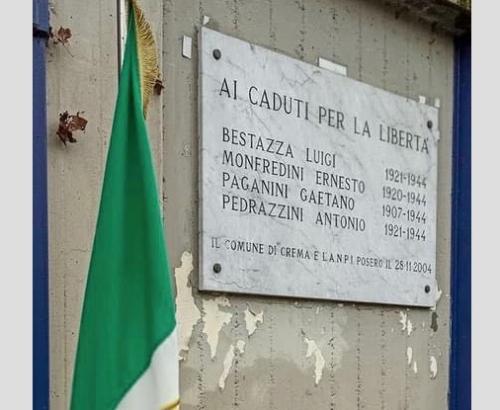 AI CADUTI PER LA LIBERTA'
BESTAZZA LUIGI 1921-1944
MONFREDINI ERNESTO 1920-1944
PAGANINI GAETANO 1907-1944
PEDRAZZINI ANTONIO 1921-1944
IL COMUNE DI CREMA E L'A.N.P.I. POSERO IL 28-11-2004